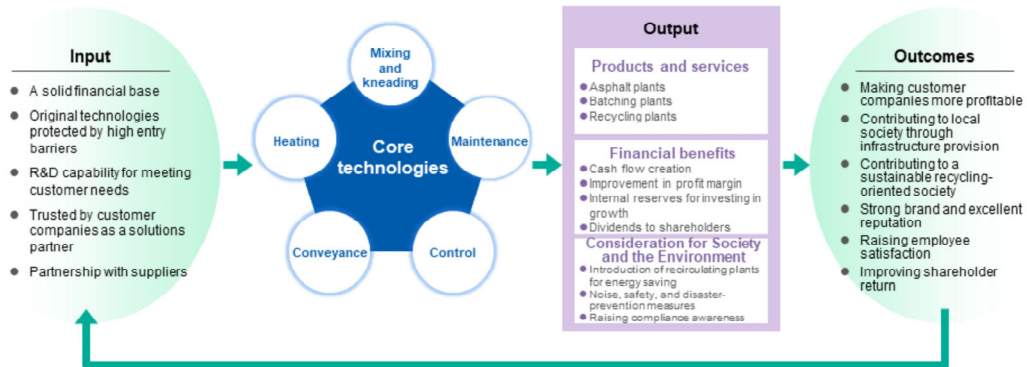 Input
A solid financial base
Original technologies
protected by high entry
barriers
R&D capability for meeting
customer needs
Trusted by customer
companies as a solutions
partner
Partnership with suppliers
Mixing
and
kneading
Heating
Maintenance
Core
technologies
Conveyance
Control
Output
Products and services
Asphalt plants
Batching plants
Recycling plants
Financial benefits
Cash flow creation
Improvement in profit margin
Internal reserves for investing in
growth
Dividends to shareholders
Consideration for Society
and the Environment
Introduction of recirculating plants
for energy saving
Noise, safety, and disaster-
prevention measures
Raising compliance awareness
Outcomes
Making customer
companies more profitable
Contributing to local
society through
infrastructure provision
Contributing to a
sustainable recycling-
oriented society
Strong brand and excellent
reputation
Raising employee
satisfaction
Improving shareholder
return